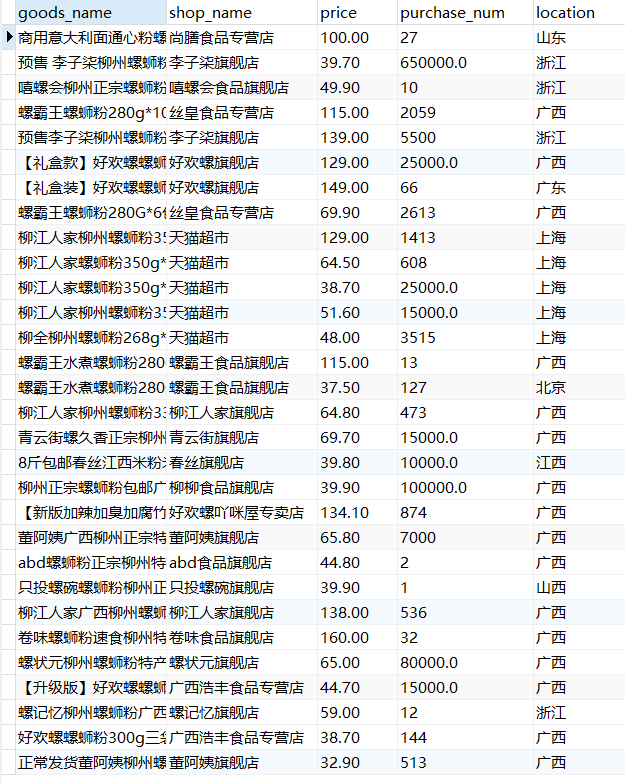 goods_name shop_name price purchase_num location
商用意大利面通心粉螺 尚膳食品专营店 100.00 27 山东
预售 李子柒柳州螺蛳粉 李子柒旗舰店 39.70 650000.0 浙江
嘻螺会柳州正宗螺蛳粉 嘻螺会食品旗舰店 49.90 10 浙江
螺霸王螺蛳粉280g*10 丝皇食品专营店 115.00 2059 广西
预售李子柒柳州螺蛳粉 李子柒旗舰店 139.00 5500 浙江
【礼盒款】好欢螺螺蛳 好欢螺旗舰店 129.00 25000.0 广西
【礼盒装】好欢螺螺蛳 好欢螺旗舰店 149.00 66 广东
螺霸王螺蛳粉280G*6包 丝皇食品专营店 69.90 2613 广西
柳江人家柳州螺蛳粉35 天猫超市 129.00 1413 上海
柳江人家螺蛳粉350g* 天猫超市 64.50 608 上海
柳江人家螺蛳粉350g* 天猫超市 38.70 25000.0 上海
柳江人家柳州螺蛳粉35 天猫超市 51.60 15000.0 上海
柳全柳州螺蛳粉268g* 天猫超市 48.00 3515 上海
螺霸王水煮螺蛳粉280 螺霸王食品旗舰店 115.00 13 广西
螺霸王水煮螺蛳粉280 螺霸王食品旗舰店 37.50 127 北京
柳江人家柳州螺蛳粉33 柳江人家旗舰店 64.80 473 广西
青云街螺久香正宗柳州 青云街旗舰店 69.70 15000.0 广西
8斤包邮春丝江西米粉米 春丝旗舰店 39.80 10000.0 江西
柳州正宗螺蛳粉包邮广 柳柳食品旗舰店 39.90 100000.0 广西
【新版加辣加臭加腐竹 好欢螺吖咪屋专卖店 134.10 874 广西
董阿姨广西柳州正宗特 董阿姨旗舰店 65.80 7000 广西
abd螺蛳粉正宗柳州特 abd食品旗舰店 44.80 2 广西
只投螺碗螺蛳粉柳州正 只投螺碗旗舰店 39.90 1 山西
柳江人家广西柳州螺蛳 柳江人家旗舰店 138.00 536 广西
卷味螺蛳粉速食柳州特 卷味食品旗舰店 160.00 32 广西
螺状元柳州螺蛳粉特产 螺状元旗舰店 65.00 80000.0 广西
【升级版】好欢螺螺蛳 广西浩丰食品专营店 44.70 15000.0 广西
螺记忆柳州螺蛳粉广西 螺记忆旗舰店 59.00 12 浙江
好欢螺螺蛳粉300g三袋 广西浩丰食品专营店 38.70 144 广西
正常发货董阿姨柳州螺 董阿姨旗舰店 32.90 513 广西